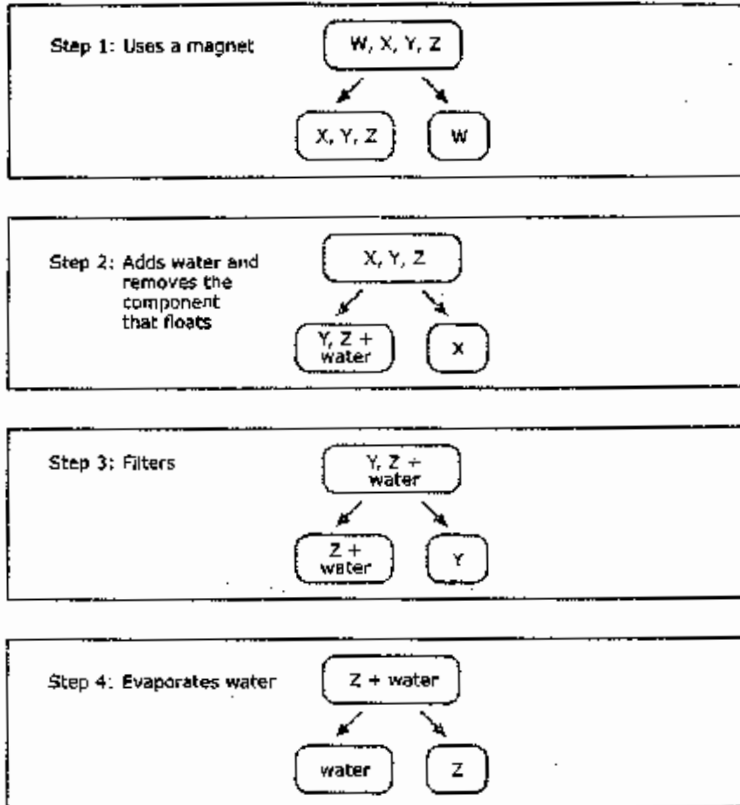 Step 1: Uses a magnet
W, X, Y, Z
X, Y, Z
W
Step 2: Adds water and
removes the
component
that floats
X, Y, Z
Y, Z +
water
X
Step 3: Filters
Y, Z +
water
Z +
water
Y
Step 4: Evaporates water
Z + water
water
Z